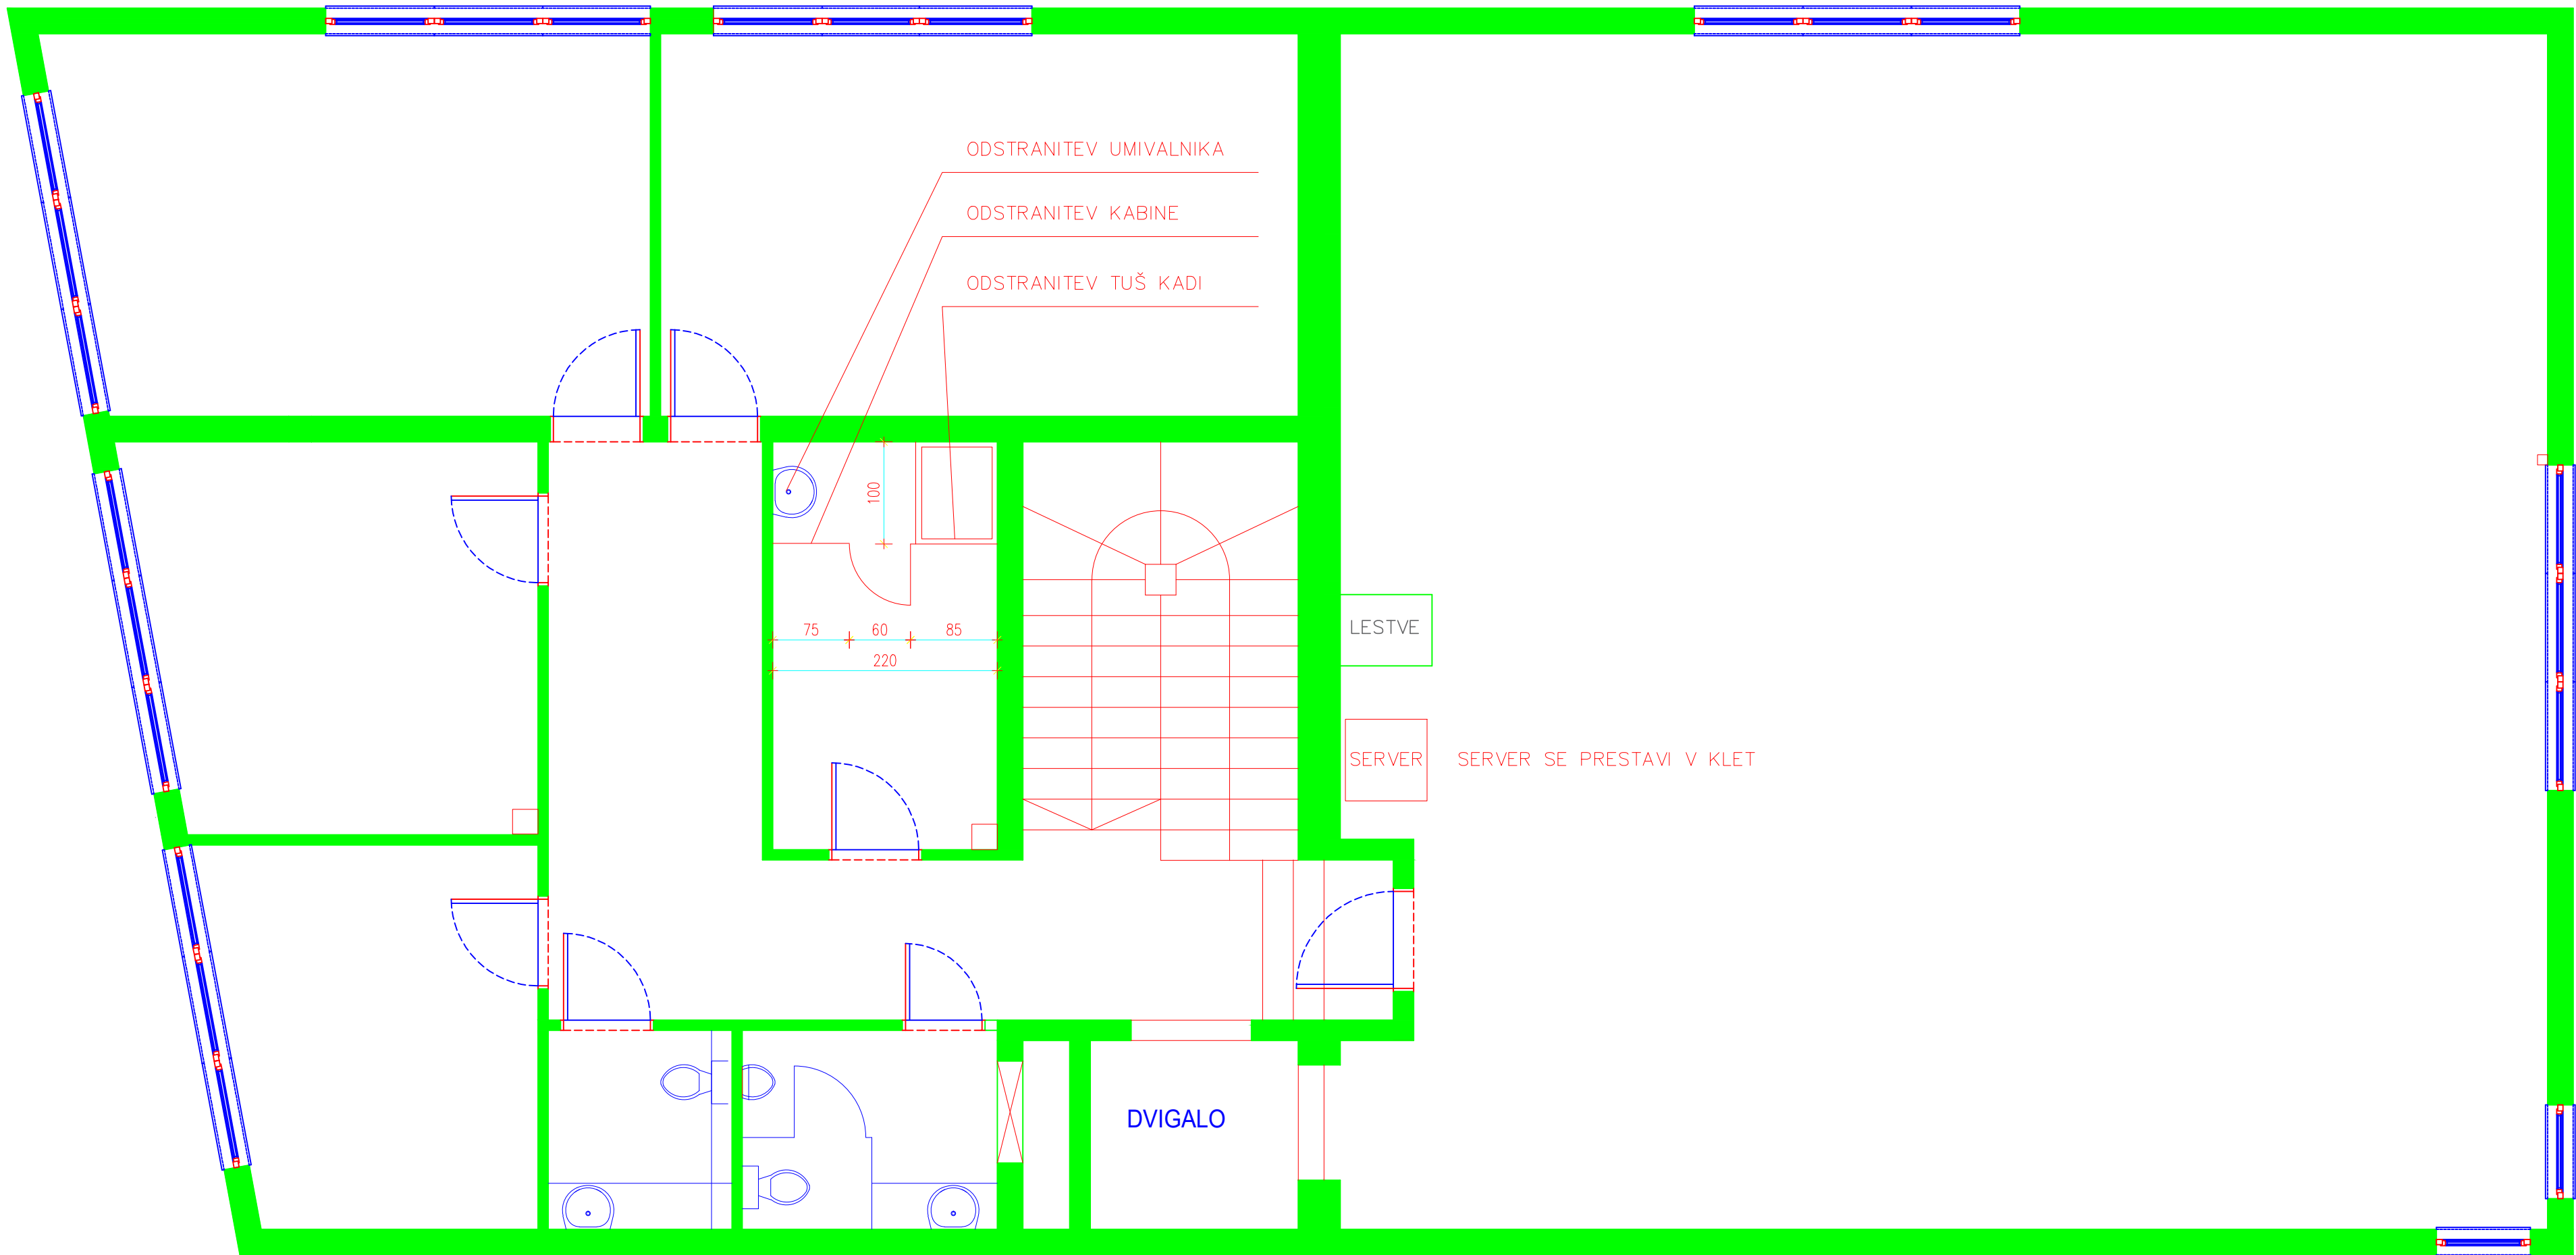 ODSTRANITEV UMIVALNIKA
ODSTRANITEV KABINE
ODSTRANITEV TUŠ KADI
100
75 60 85
220
LESTVE
SERVER SERVER SE PRESTAVI V KLET
DVIGALO